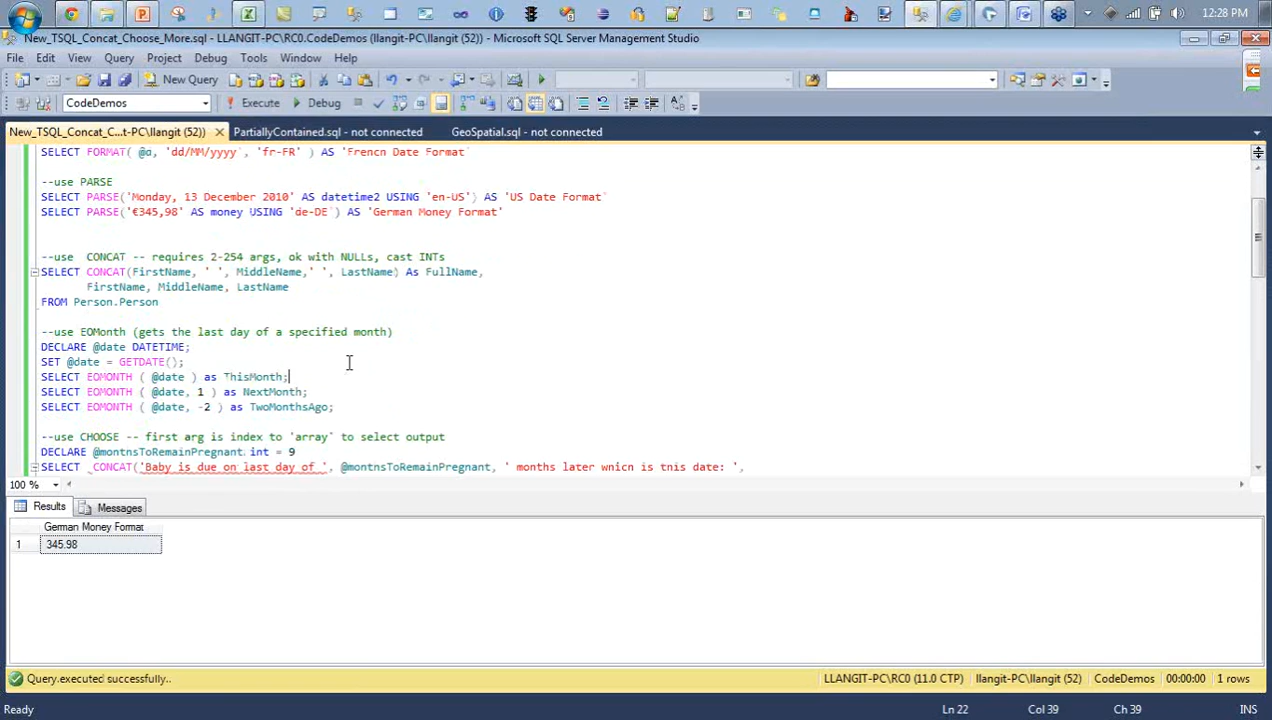 12:28 PM
New_TSQL_Concat_Choose_More.sql - LLANGIT-PC\RC0.CodeDemos (llangit-PC\llangit (52)) - Microsoft SQL Server Management Studio
File Edit View Query Project Debug Tools Window Help
New Query
CodeDemos Execute Debug
New_TSQL_Concat_C...t-PC\llangit (52)) PartiallyContained.sql - not connected GeoSpatial.sql - not connected
SELECT FORMAT( @d, 'dd/MM/yyyy', 'fr-FR' ) AS 'French Date Format'
--use PARSE
SELECT PARSE('Monday, 13 December 2010' AS datetime2 USING 'en-US') AS 'US Date Format'
SELECT PARSE('€345,98' AS money USING 'de-DE') AS 'German Money Format'
--use  CONCAT -- requires 2-254 args, ok with NULLs, cast INTs
SELECT CONCAT(FirstName, ' ', MiddleName,' ', LastName) As FullName,
FirstName, MiddleName, LastName
FROM Person.Person
--use EOMonth (gets the last day of a specified month)
DECLARE @date DATETIME;
SET @date = GETDATE();
SELECT EOMONTH ( @date ) as ThisMonth;
SELECT EOMONTH ( @date, 1 ) as NextMonth;
SELECT EOMONTH ( @date, -2 ) as TwoMonthsAgo;
--use CHOOSE -- first arg is index to 'array' to select output
DECLARE @monthsToRemainPregnant int = 9
SELECT  CONCAT('Baby is due on last day of ', @monthsToRemainPregnant, ' months later which is this date: ',
100 %
Results Messages
German Money Format
1 345.98
Query executed successfully. LLANGIT-PC\RC0 (11.0 CTP) llangit-PC\llangit (52) CodeDemos 00:00:00 1 rows
Ready Ln 22 Col 39 Ch 39 INS